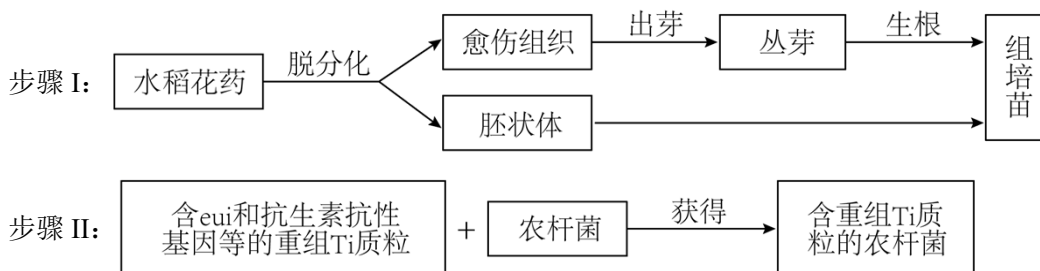 步骤 I：
水稻花药
脱分化
愈伤组织
出芽
丛芽
生根
组培苗
胚状体
步骤 II：
含eui和抗生素抗性
基因等的重组Ti质粒
+
农杆菌
获得
含重组Ti质
粒的农杆菌